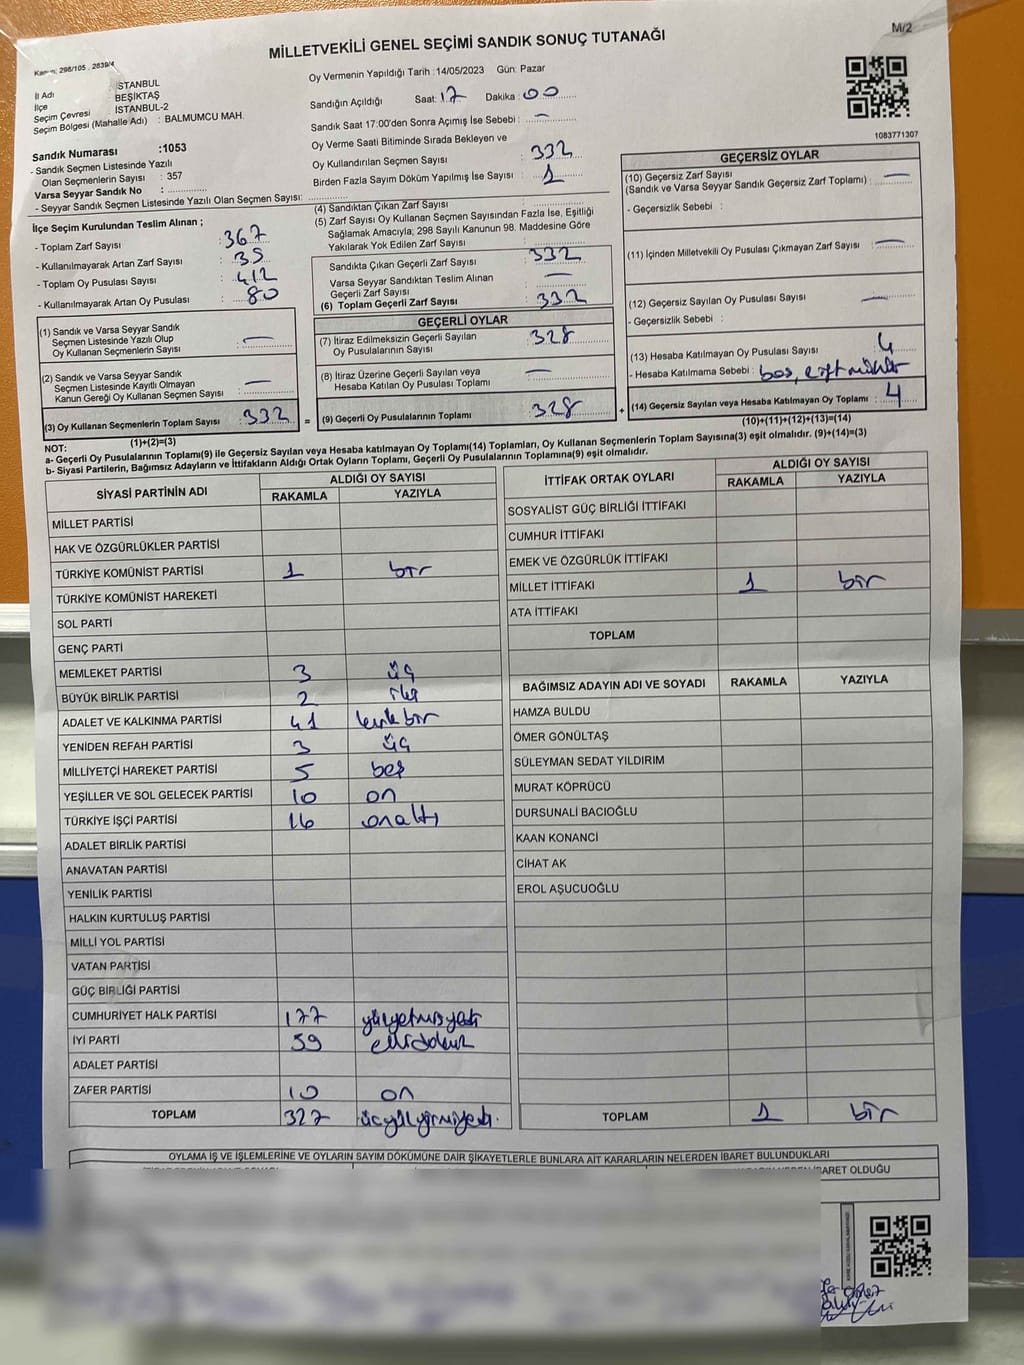 M/2
MİLLETVEKİLİ GENEL SEÇİMİ SANDIK SONUÇ TUTANAĞI
Kanun: 298/105 , 2839/4
İl Adı : İSTANBUL
İlçe BEŞİKTAŞ
Seçim Çevresi İSTANBUL-2
Seçim Bölgesi (Mahalle Adı) : BALMUMCU MAH.
Sandık Numarası :1053
- Sandık Seçmen Listesinde Yazılı
Olan Seçmenlerin Sayısı : 357
Varsa Seyyar Sandık No :
- Seyyar Sandık Seçmen Listesinde Yazılı Olan Seçmen Sayısı:
Oy Vermenin Yapıldığı Tarih :14/05/2023 Gün: Pazar
Sandığın Açıldığı Saat: 17 Dakika : 00
Sandık Saat 17:00'den Sonra Açımış İse Sebebi : —
Oy Verme Saati Bitiminde Sırada Bekleyen ve
Oy Kullandırılan Seçmen Sayısı : 332
Birden Fazla Sayım Döküm Yapılmış İse Sayısı : 1
1083771307
İlçe Seçim Kurulundan Teslim Alınan ;
- Toplam Zarf Sayısı : 367
- Kullanılmayarak Artan Zarf Sayısı : 35
- Toplam Oy Pusulası Sayısı : 412
- Kullanılmayarak Artan Oy Pusulası : 80
(1) Sandık ve Varsa Seyyar Sandık
Seçmen Listesinde Yazılı Olup
Oy Kullanan Seçmenlerin Sayısı : —
(2) Sandık ve Varsa Seyyar Sandık
Seçmen Listesinde Kayıtlı Olmayan
Kanun Gereği Oy Kullanan Seçmen Sayısı : —
(3) Oy Kullanan Seçmenlerin Toplam Sayısı : 332
(1)+(2)=(3)
(4) Sandıktan Çıkan Zarf Sayısı :
(5) Zarf Sayısı Oy Kullanan Seçmen Sayısından Fazla İse, Eşitliği
Sağlamak Amacıyla; 298 Sayılı Kanunun 98. Maddesine Göre
Yakılarak Yok Edilen Zarf Sayısı :
Sandıkta Çıkan Geçerli Zarf Sayısı : 332
Varsa Seyyar Sandıktan Teslim Alınan
Geçerli Zarf Sayısı : —
(6) Toplam Geçerli Zarf Sayısı : 332
GEÇERLİ OYLAR
(7) İtiraz Edilmeksizin Geçerli Sayılan
Oy Pusulalarının Sayısı : 328
(8) İtiraz Üzerine Geçerli Sayılan veya
Hesaba Katılan Oy Pusulası Toplamı : —
= (9) Geçerli Oy Pusulalarının Toplamı : 328 +
GEÇERSİZ OYLAR
(10) Geçersiz Zarf Sayısı
(Sandık ve Varsa Seyyar Sandık Geçersiz Zarf Toplamı) : —
- Geçersizlik Sebebi :
(11) İçinden Milletvekili Oy Pusulası Çıkmayan Zarf Sayısı : —
(12) Geçersiz Sayılan Oy Pusulası Sayısı : —
- Geçersizlik Sebebi :
(13) Hesaba Katılmayan Oy Pusulası Sayısı : 4
- Hesaba Katılmama Sebebi : boş, çift mühür
(14) Geçersiz Sayılan veya Hesaba Katılmayan Oy Toplamı : 4
(10)+(11)+(12)+(13)=(14)
NOT:
a- Geçerli Oy Pusulalarının Toplamı(9) ile Geçersiz Sayılan veya Hesaba Katılmayan Oy Toplamı(14) Toplamları, Oy Kullanan Seçmenlerin Toplam Sayısına(3) eşit olmalıdır. (9)+(14)=(3)
b- Siyasi Partilerin, Bağımsız Adayların ve İttifakların Aldığı Ortak Oyların Toplamı, Geçerli Oy Pusulalarının Toplamına(9) eşit olmalıdır.
SİYASİ PARTİNİN ADI ALDIĞI OY SAYISI
RAKAMLA YAZIYLA
MİLLET PARTİSİ
HAK VE ÖZGÜRLÜKLER PARTİSİ
TÜRKİYE KOMÜNİST PARTİSİ 1 bir
TÜRKİYE KOMÜNİST HAREKETİ
SOL PARTİ
GENÇ PARTİ
MEMLEKET PARTİSİ 3 üç
BÜYÜK BİRLİK PARTİSİ 2 iki
ADALET VE KALKINMA PARTİSİ 41 kırk bir
YENİDEN REFAH PARTİSİ 3 üç
MİLLİYETÇİ HAREKET PARTİSİ 5 beş
YEŞİLLER VE SOL GELECEK PARTİSİ 10 on
TÜRKİYE İŞÇİ PARTİSİ 16 onaltı
ADALET BİRLİK PARTİSİ
ANAVATAN PARTİSİ
YENİLİK PARTİSİ
HALKIN KURTULUŞ PARTİSİ
MİLLİ YOL PARTİSİ
VATAN PARTİSİ
GÜÇ BİRLİĞİ PARTİSİ
CUMHURİYET HALK PARTİSİ 177 yüzyetmişyedi
İYİ PARTİ 59 ellidokuz
ADALET PARTİSİ
ZAFER PARTİSİ 10 on
TOPLAM 327 üçyüzyirmiyedi.
İTTİFAK ORTAK OYLARI ALDIĞI OY SAYISI
RAKAMLA YAZIYLA
SOSYALİST GÜÇ BİRLİĞİ İTTİFAKI
CUMHUR İTTİFAKI
EMEK VE ÖZGÜRLÜK İTTİFAKI
MİLLET İTTİFAKI 1 bir
ATA İTTİFAKI
TOPLAM
BAĞIMSIZ ADAYIN ADI VE SOYADI RAKAMLA YAZIYLA
HAMZA BULDU
ÖMER GÖNÜLTAŞ
SÜLEYMAN SEDAT YILDIRIM
MURAT KÖPRÜCÜ
DURSUNALİ BACIOĞLU
KAAN KONANCİ
CİHAT AK
EROL AŞUCUOĞLU
TOPLAM 1 bir
OYLAMA İŞ VE İŞLEMLERİNE VE OYLARIN SAYIM DÖKÜMÜNE DAİR ŞİKAYETLERLE BUNLARA AİT KARARLARIN NELERDEN İBARET BULUNDUKLARI
İBARET OLDUĞU